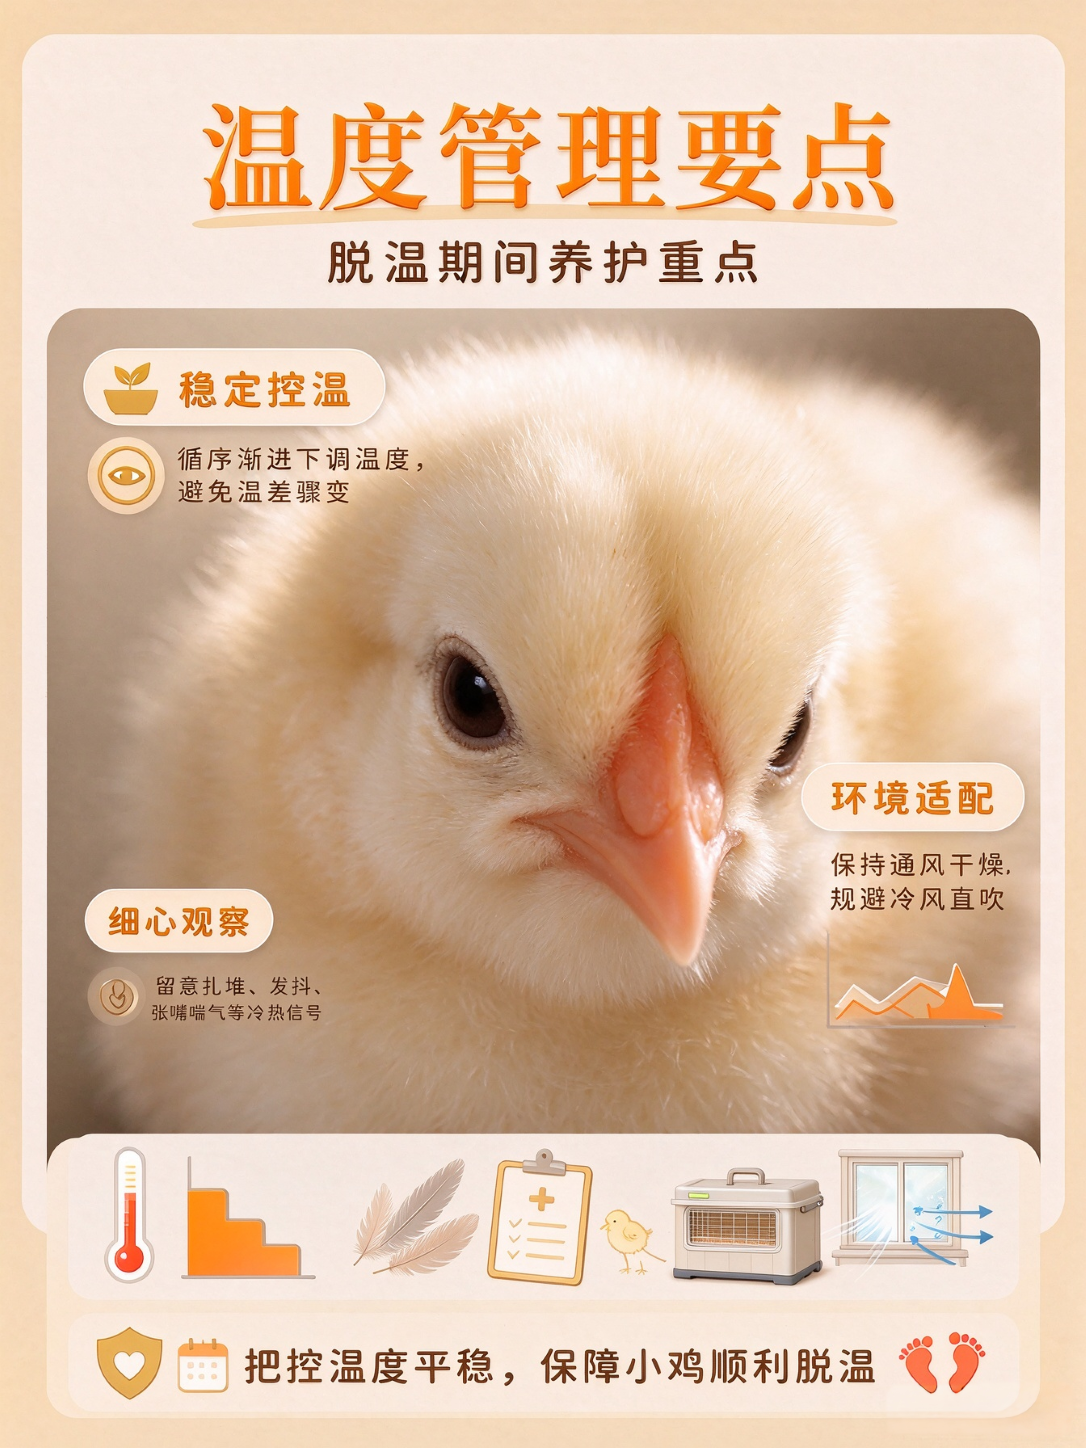 温度管理要点
脱温期间养护重点
稳定控温
循序渐进下调温度，
避免温差骤变
环境适配
保持通风干燥，
规避冷风直吹
细心观察
留意扎堆、发抖、
张嘴喘气等冷热信号
把控温度平稳，保障小鸡顺利脱温